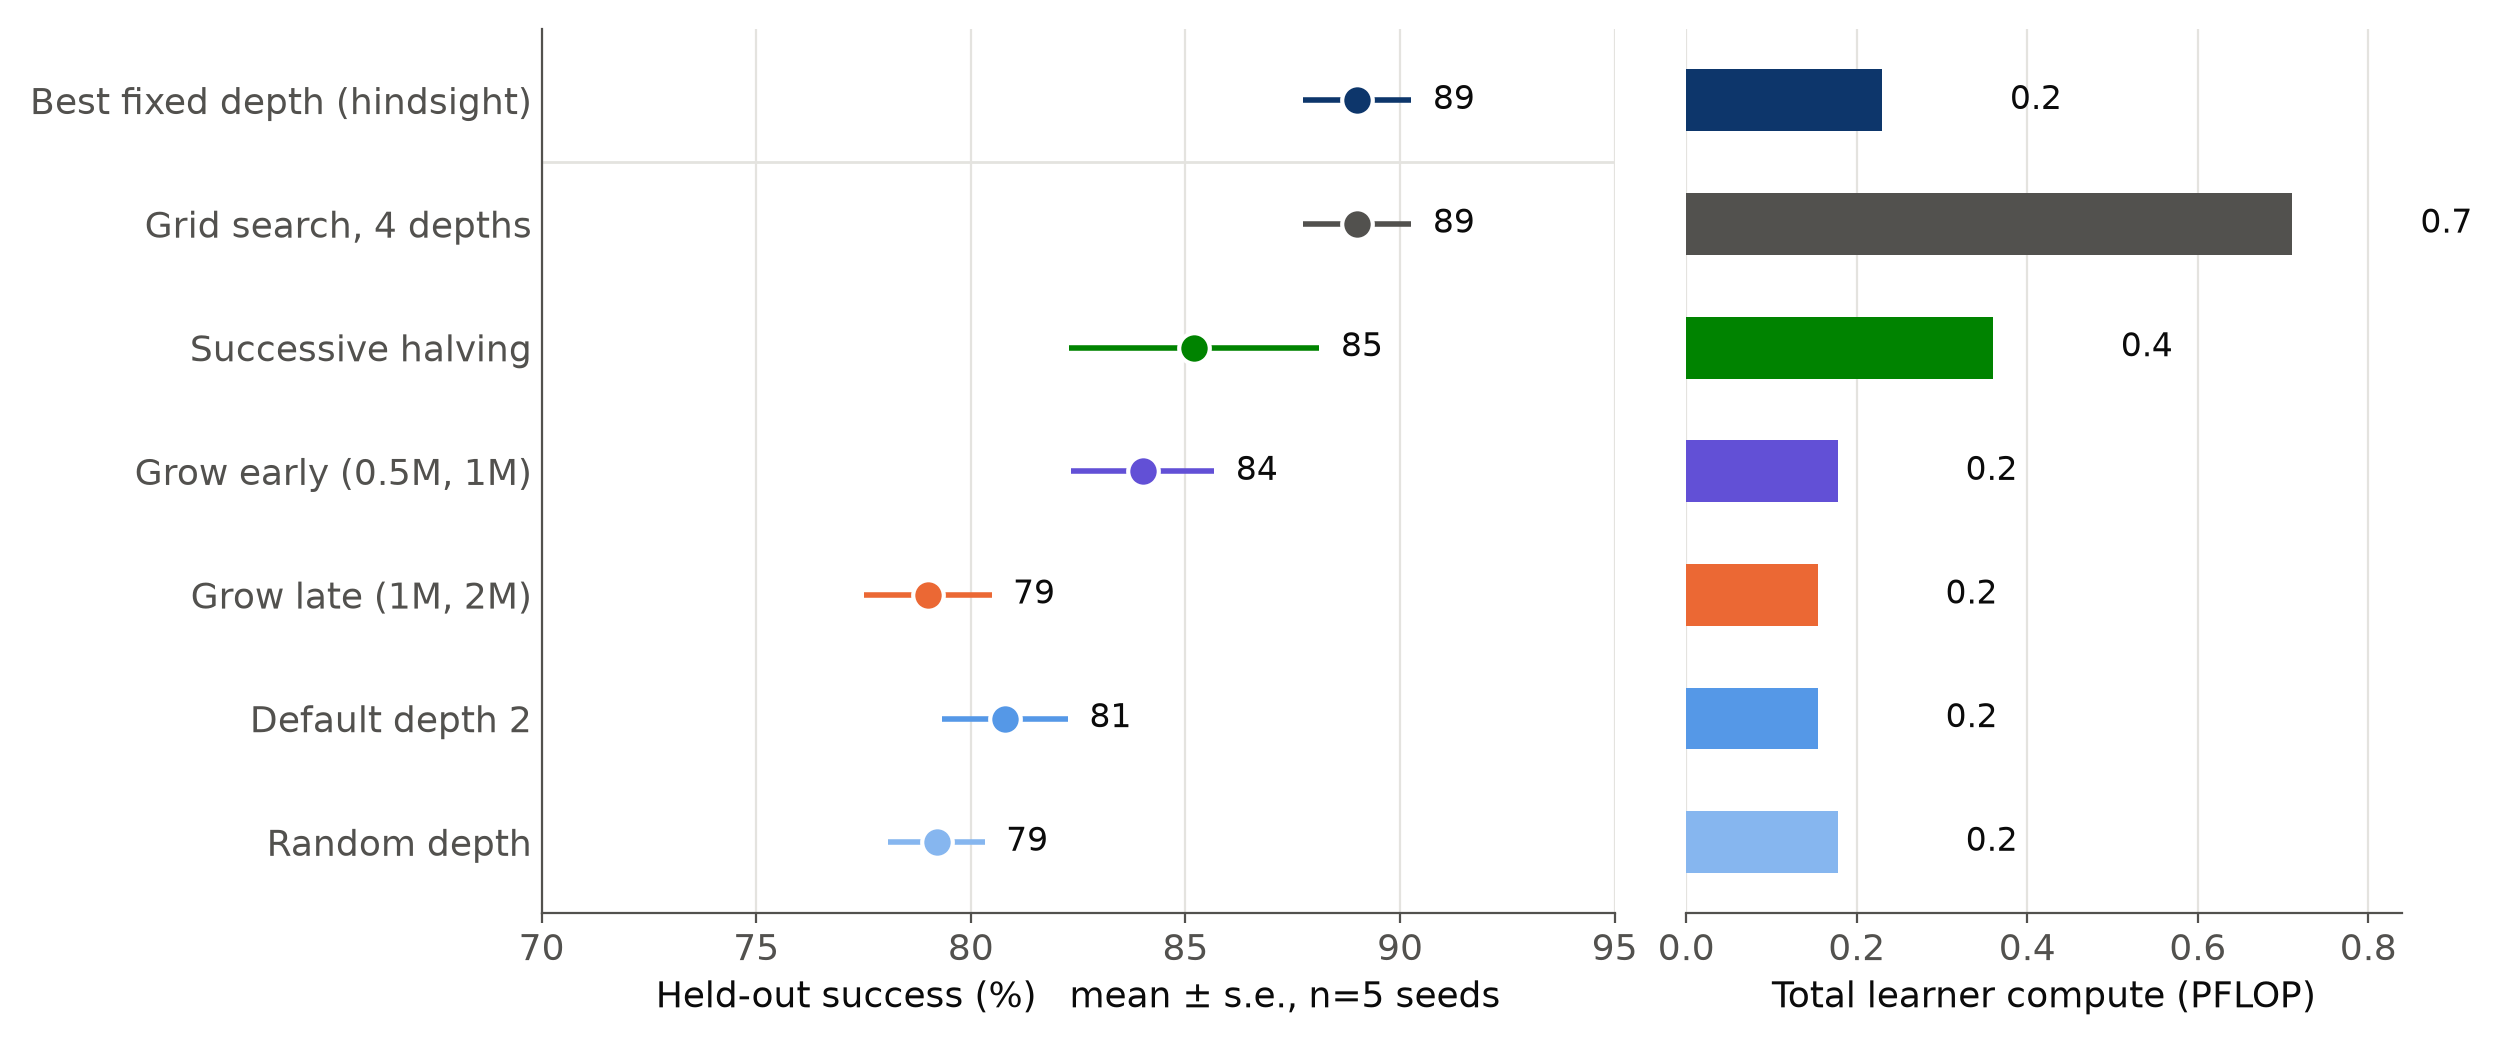 Best fixed depth (hindsight) 89 0.2
Grid search, 4 depths 89 0.7
Successive halving 85 0.4
Grow early (0.5M, 1M) 84 0.2
Grow late (1M, 2M) 79 0.2
Default depth 2 81 0.2
Random depth 79 0.2
70 75 80 85 90 95 0.0 0.2 0.4 0.6 0.8
Held-out success (%) mean ± s.e., n=5 seeds Total learner compute (PFLOP)